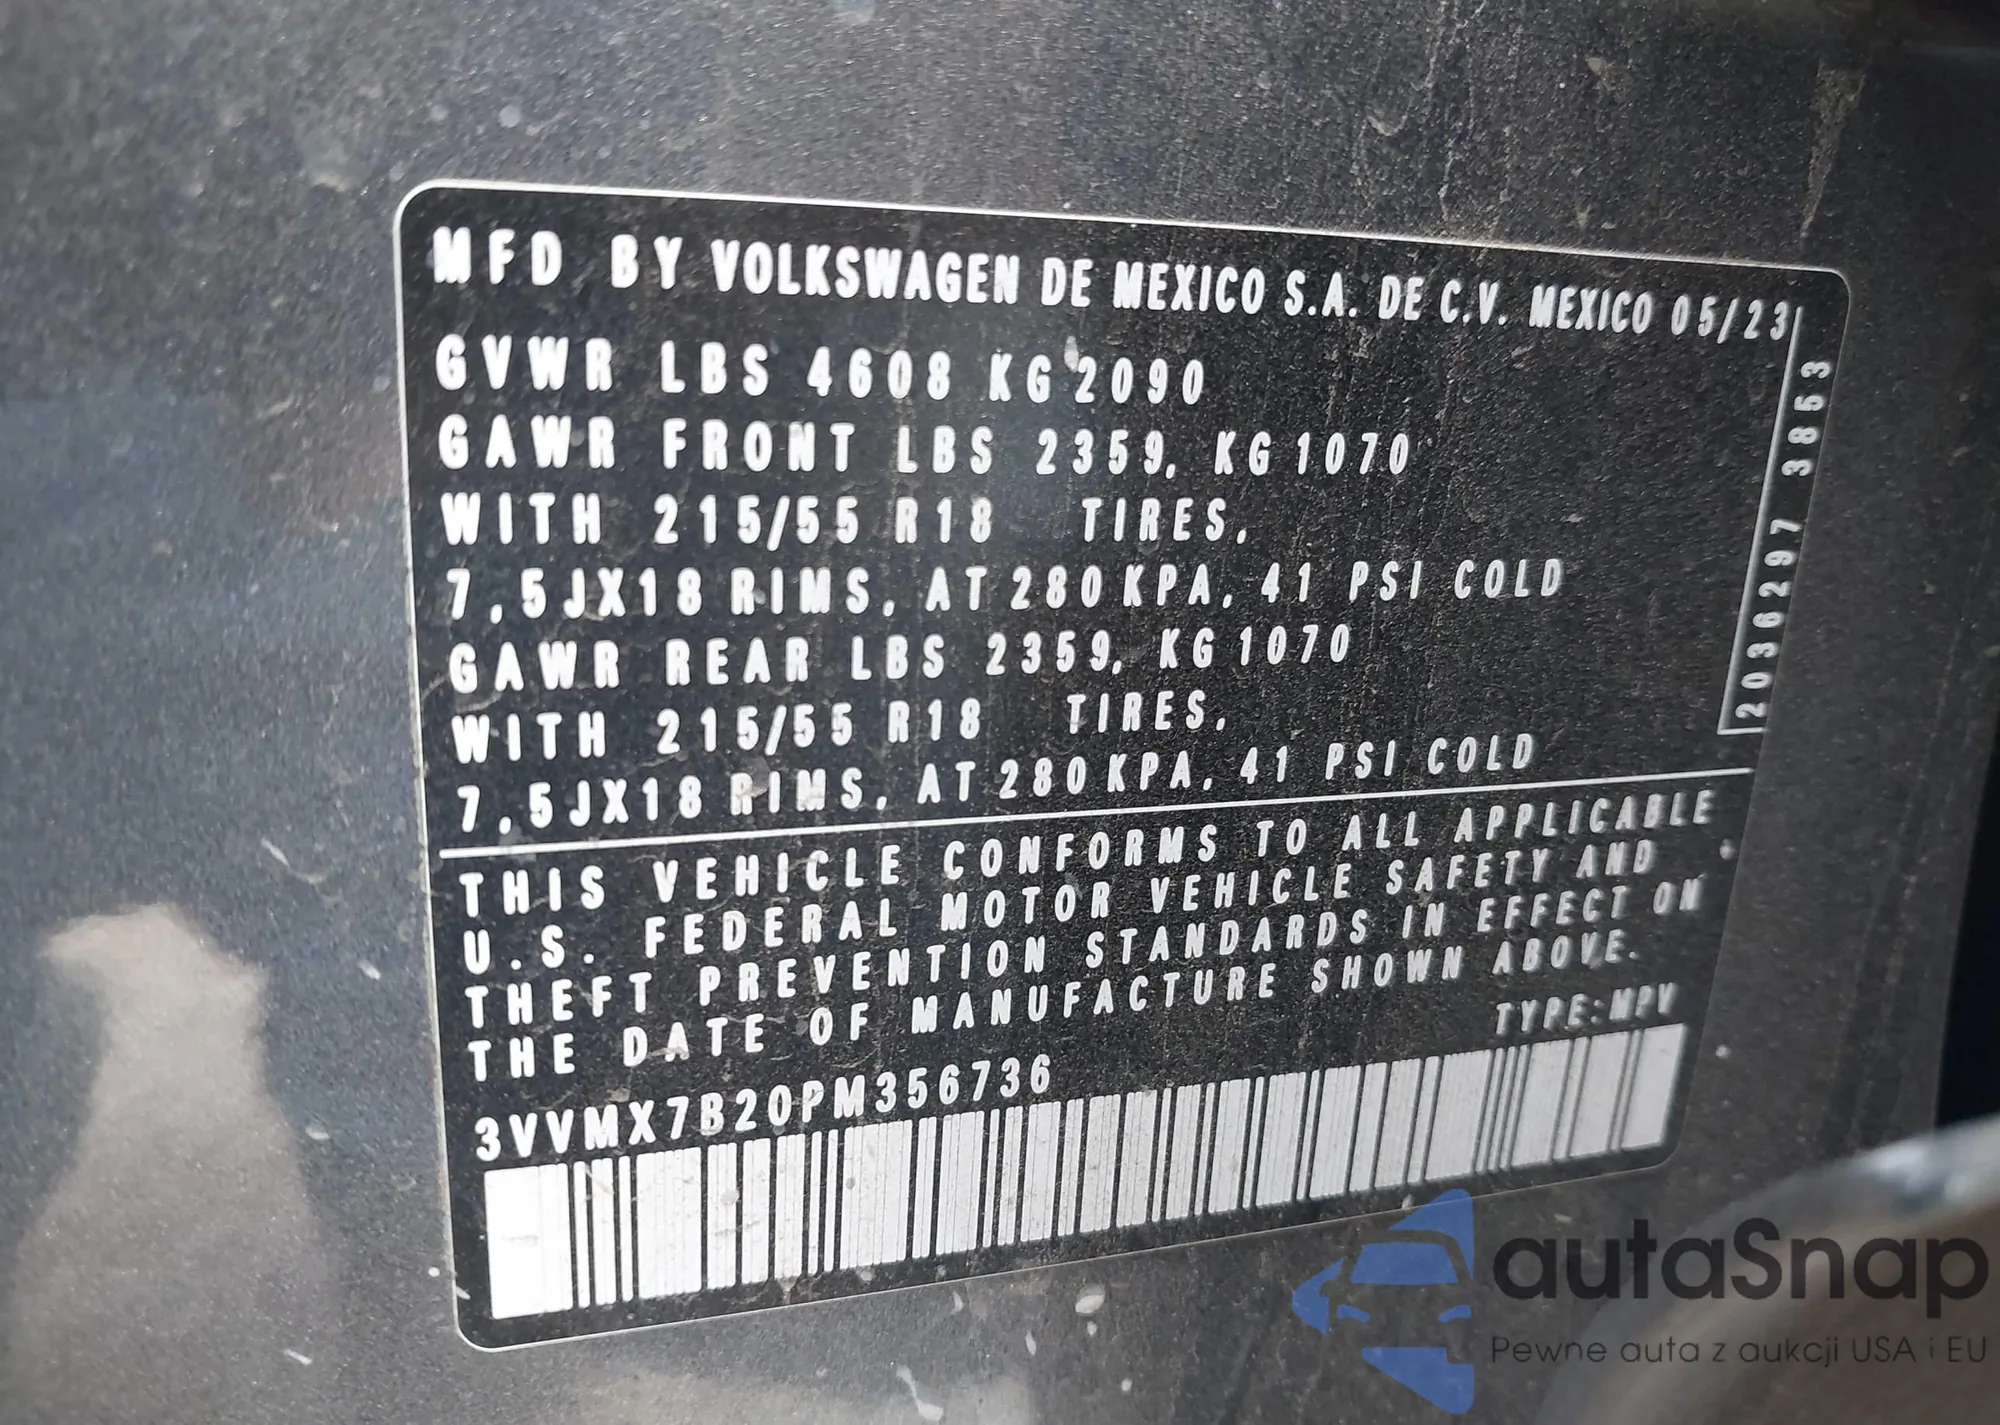 MFD BY VOLKSWAGEN DE MEXICO S.A. DE C.V. MEXICO 05/23
GVWR LBS 4608 KG 2090
GAWR FRONT LBS 2359, KG 1070
WITH 215/55 R18 TIRES,
7,5JX18 RIMS, AT 280 KPA, 41 PSI COLD
GAWR REAR LBS 2359, KG 1070
WITH 215/55 R18 TIRES,
7,5JX18 RIMS, AT 280 KPA, 41 PSI COLD
2036297 3853
THIS VEHICLE CONFORMS TO ALL APPLICABLE
U.S. FEDERAL MOTOR VEHICLE SAFETY AND
THEFT PREVENTION STANDARDS IN EFFECT ON
THE DATE OF MANUFACTURE SHOWN ABOVE.
TYPE:MPV
3VVMX7B20PM356736
autaSnap
Pewne auta z aukcji USA i EU